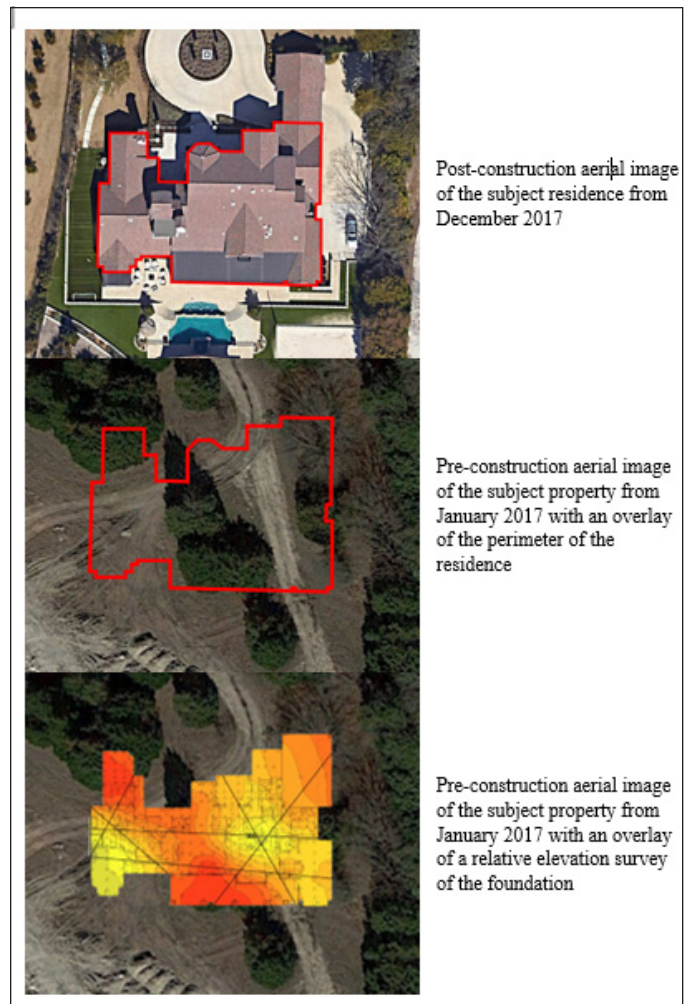 Post-construction aerial image
of the subject residence from
December 2017
Pre-construction aerial image
of the subject property from
January 2017 with an overlay
of the perimeter of the
residence
Pre-construction aerial image
of the subject property from
January 2017 with an overlay
of a relative elevation survey
of the foundation